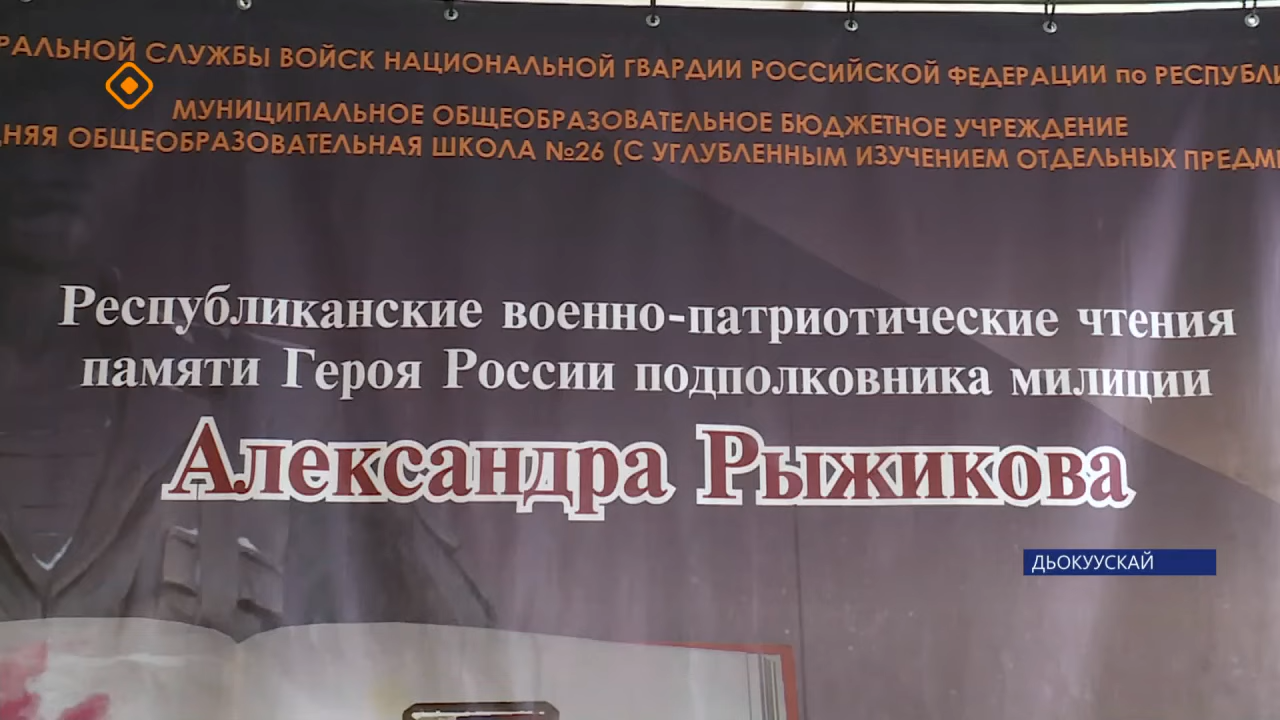 РАЛЬНОЙ СЛУЖБЫ ВОЙСК НАЦИОНАЛЬНОЙ ГВАРДИИ РОССИЙСКОЙ ФЕДЕРАЦИИ по РЕСПУБЛИ
МУНИЦИПАЛЬНОЕ ОБЩЕОБРАЗОВАТЕЛЬНОЕ БЮДЖЕТНОЕ УЧРЕЖДЕНИЕ
ДНЯЯ ОБЩЕОБРАЗОВАТЕЛЬНАЯ ШКОЛА №26 (С УГЛУБЛЕННЫМ ИЗУЧЕНИЕМ ОТДЕЛЬНЫХ ПРЕДМЕ
Республиканские военно-патриотические чтения
памяти Героя России подполковника милиции
Александра Рыжикова
ДЬОКУУСКАЙ